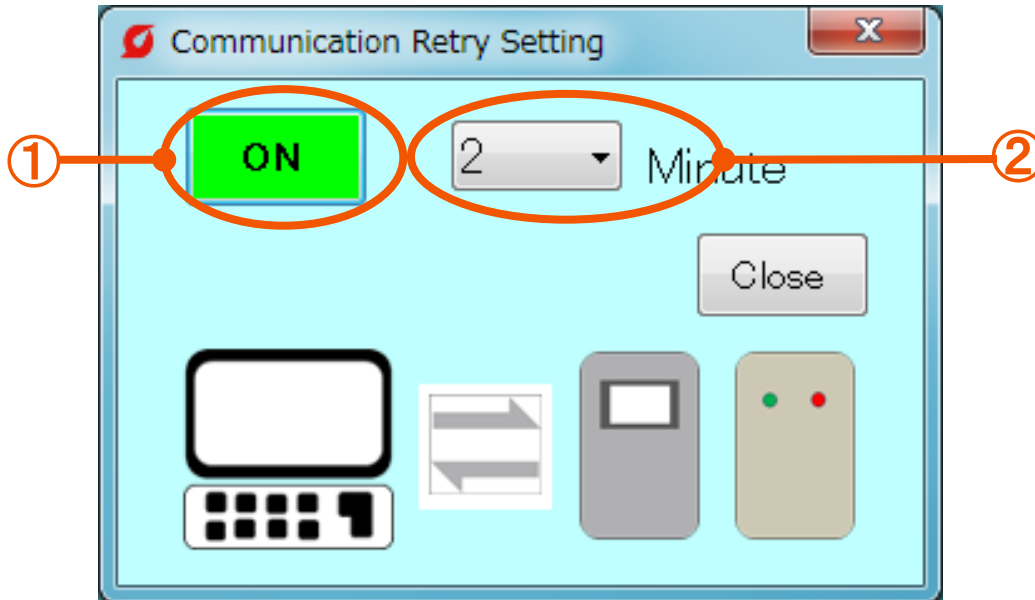 Communication Retry Setting
x
① ON 2 Minute ②
Close